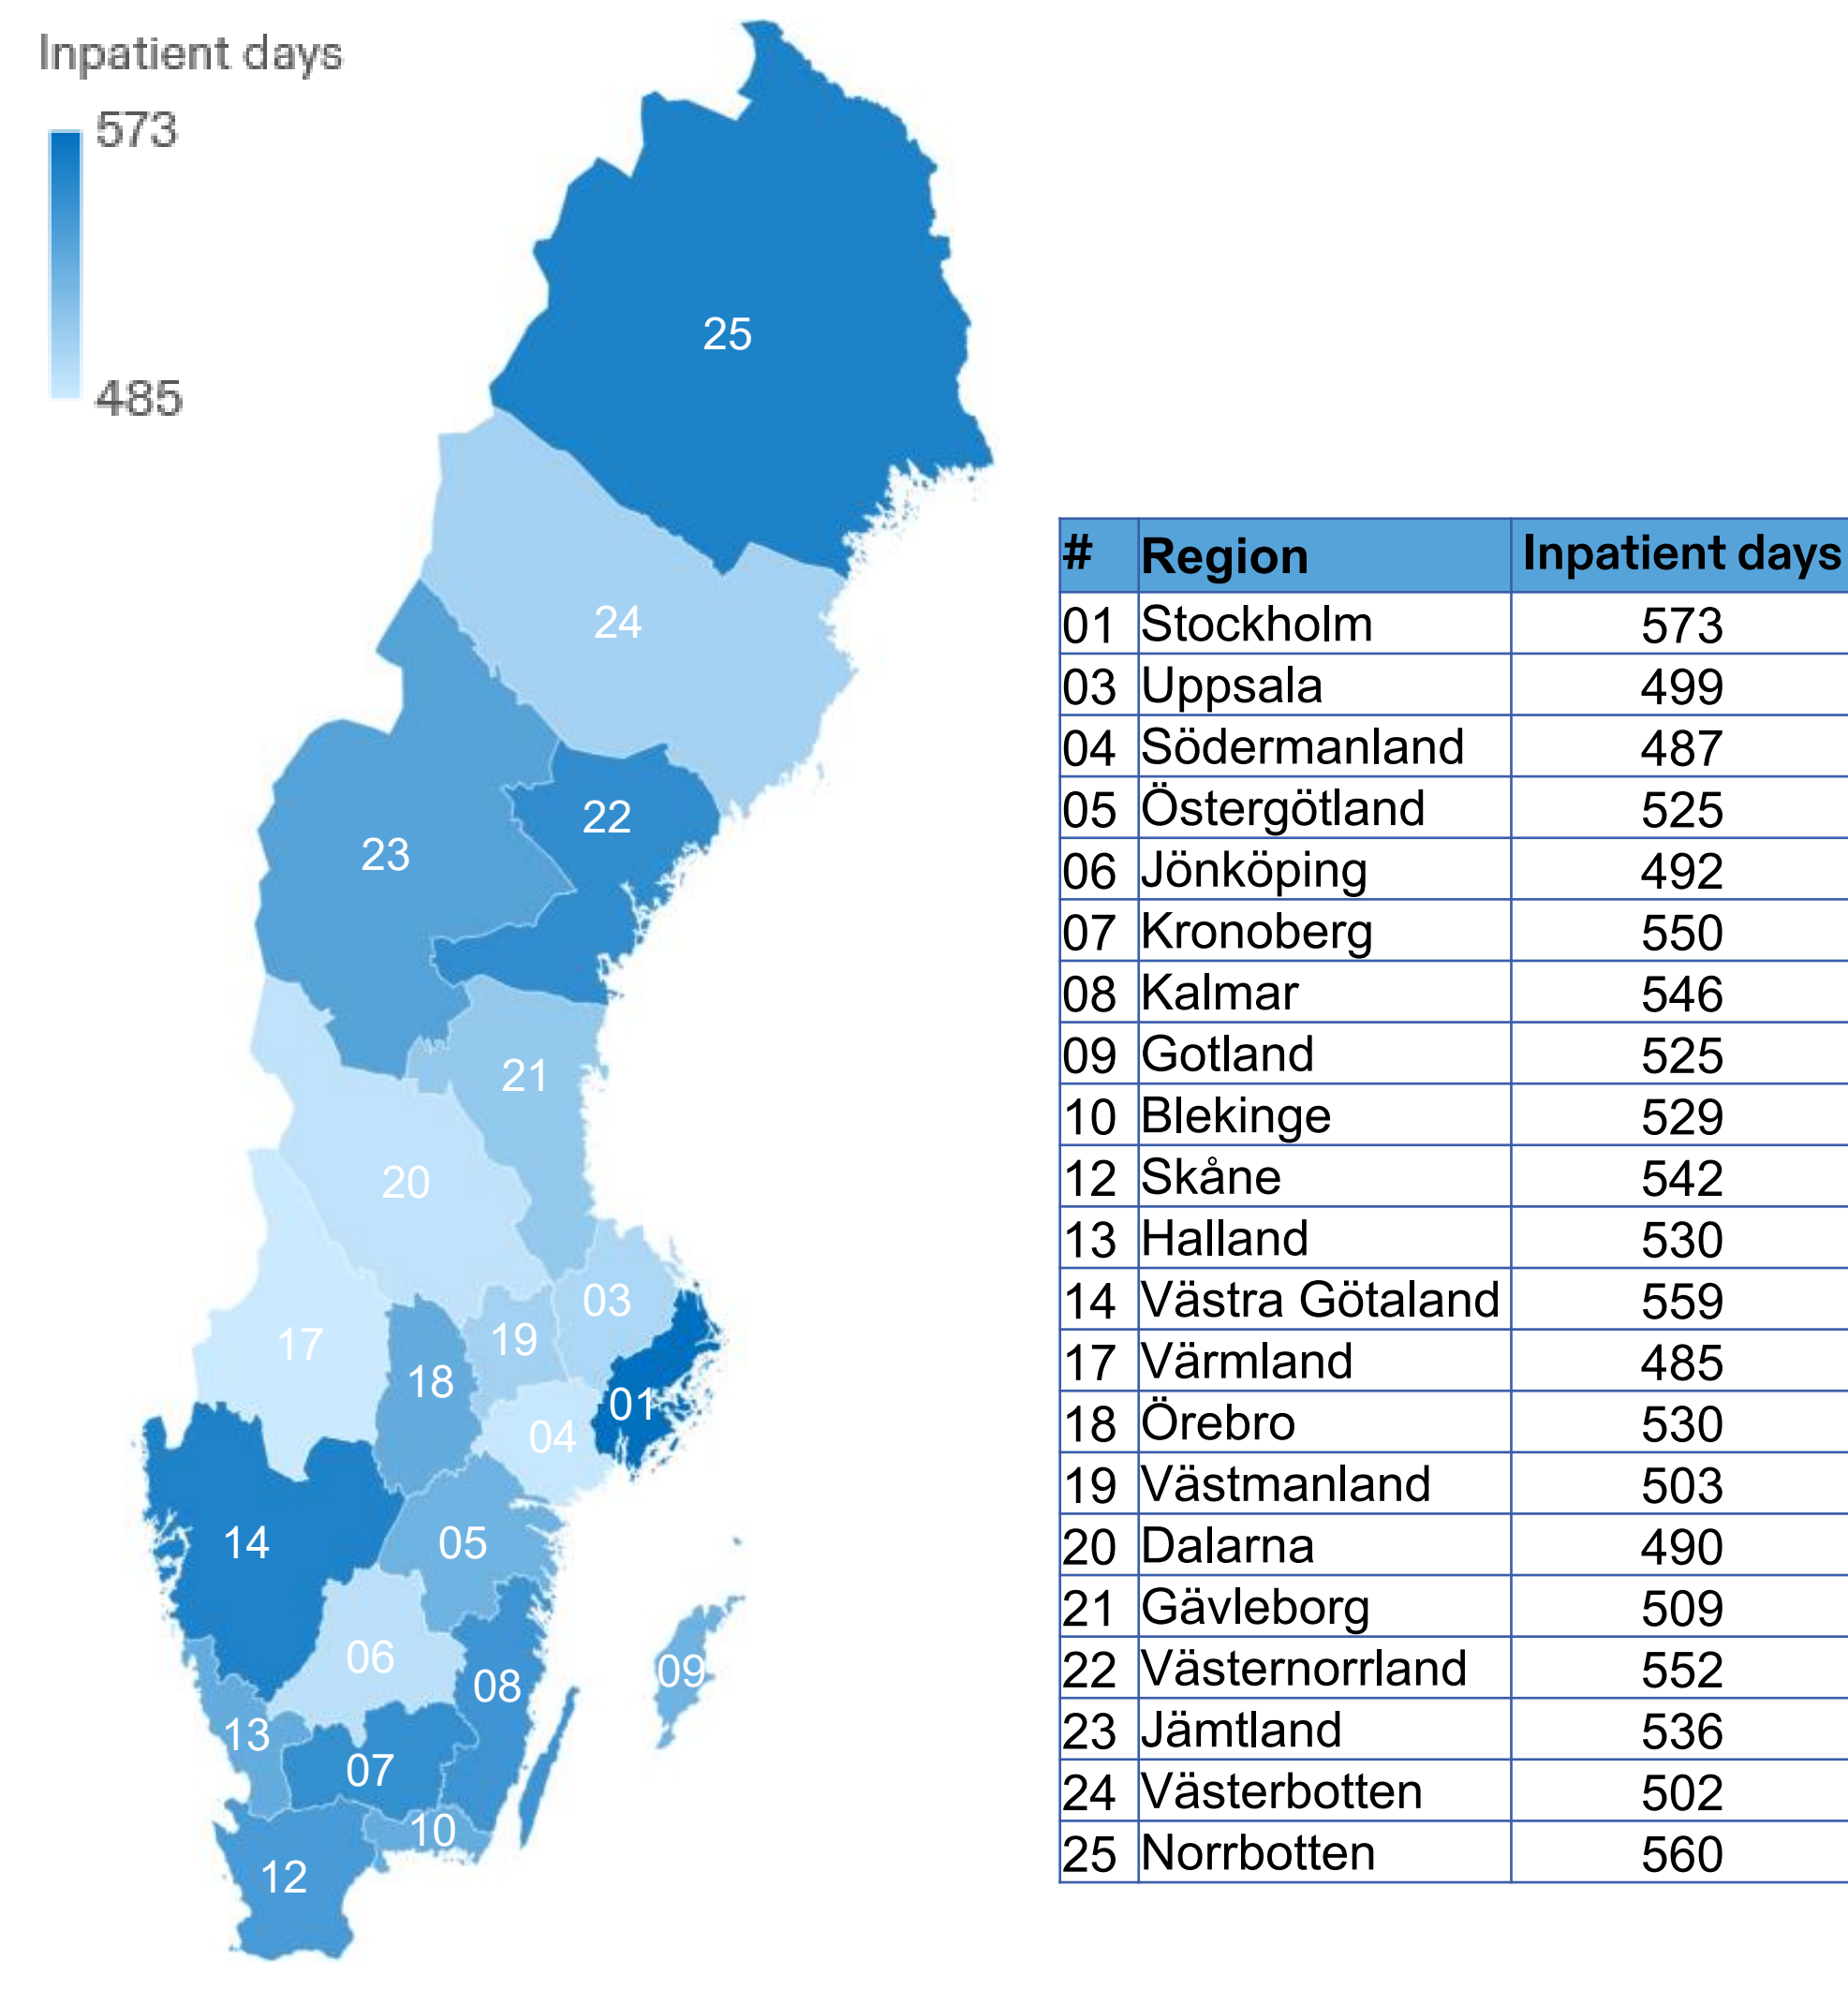 Inpatient days
573
485
25
24
22
23
21
20
03
17
19
18
01
04
14
05
06
09
08
13
07
10
12
# Region Inpatient days
01 Stockholm 573
03 Uppsala 499
04 Södermanland 487
05 Östergötland 525
06 Jönköping 492
07 Kronoberg 550
08 Kalmar 546
09 Gotland 525
10 Blekinge 529
12 Skåne 542
13 Halland 530
14 Västra Götaland 559
17 Värmland 485
18 Örebro 530
19 Västmanland 503
20 Dalarna 490
21 Gävleborg 509
22 Västernorrland 552
23 Jämtland 536
24 Västerbotten 502
25 Norrbotten 560